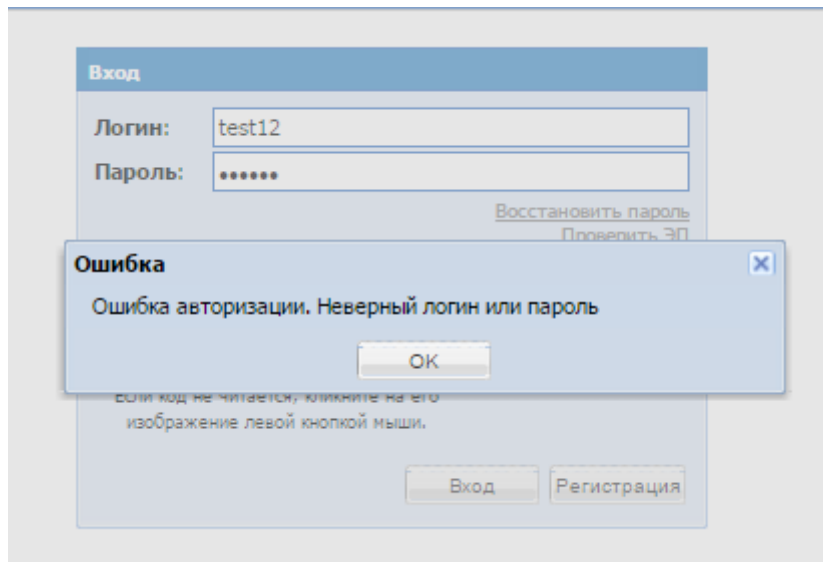 Вход
Логин: test12
Пароль: ••••••
Восстановить пароль
Проверить ЭП
Ошибка
Ошибка авторизации. Неверный логин или пароль
OK
Если код не читается, кликните на его
изображение левой кнопкой мыши.
Вход Регистрация